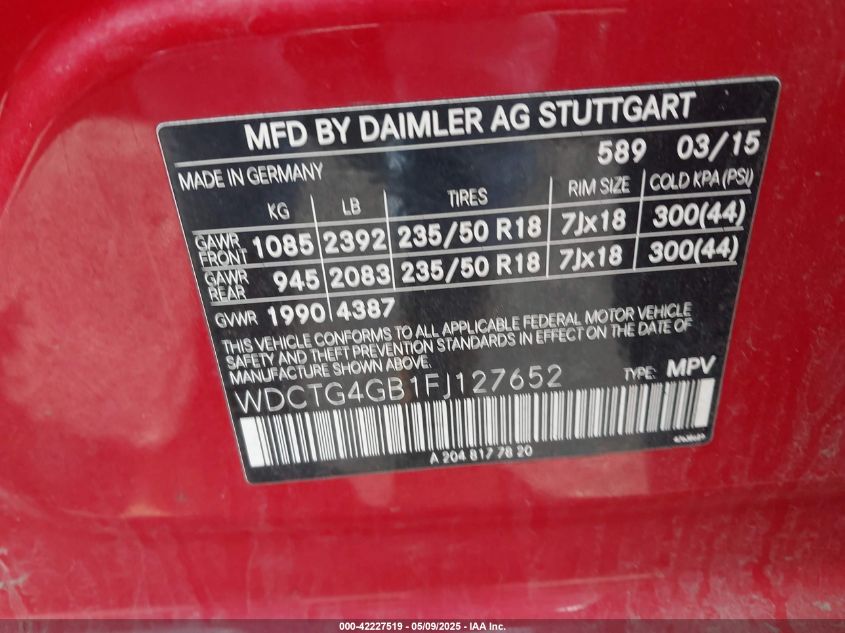 MFD BY DAIMLER AG STUTTGART
589 03/15
MADE IN GERMANY
KG LB TIRES RIM SIZE COLD KPA (PSI)
GAWR FRONT 1085 2392 235/50 R18 7Jx18 300(44)
GAWR REAR 945 2083 235/50 R18 7Jx18 300(44)
GVWR 1990 4387
THIS VEHICLE CONFORMS TO ALL APPLICABLE FEDERAL MOTOR VEHICLE
SAFETY AND THEFT PREVENTION STANDARDS IN EFFECT ON THE DATE OF
MANUFACTURE SHOWN ABOVE.
WDCTG4GB1FJ127652 TYPE: MPV
A 204 817 78 20
000-42227519 - 05/09/2025 - IAA Inc.